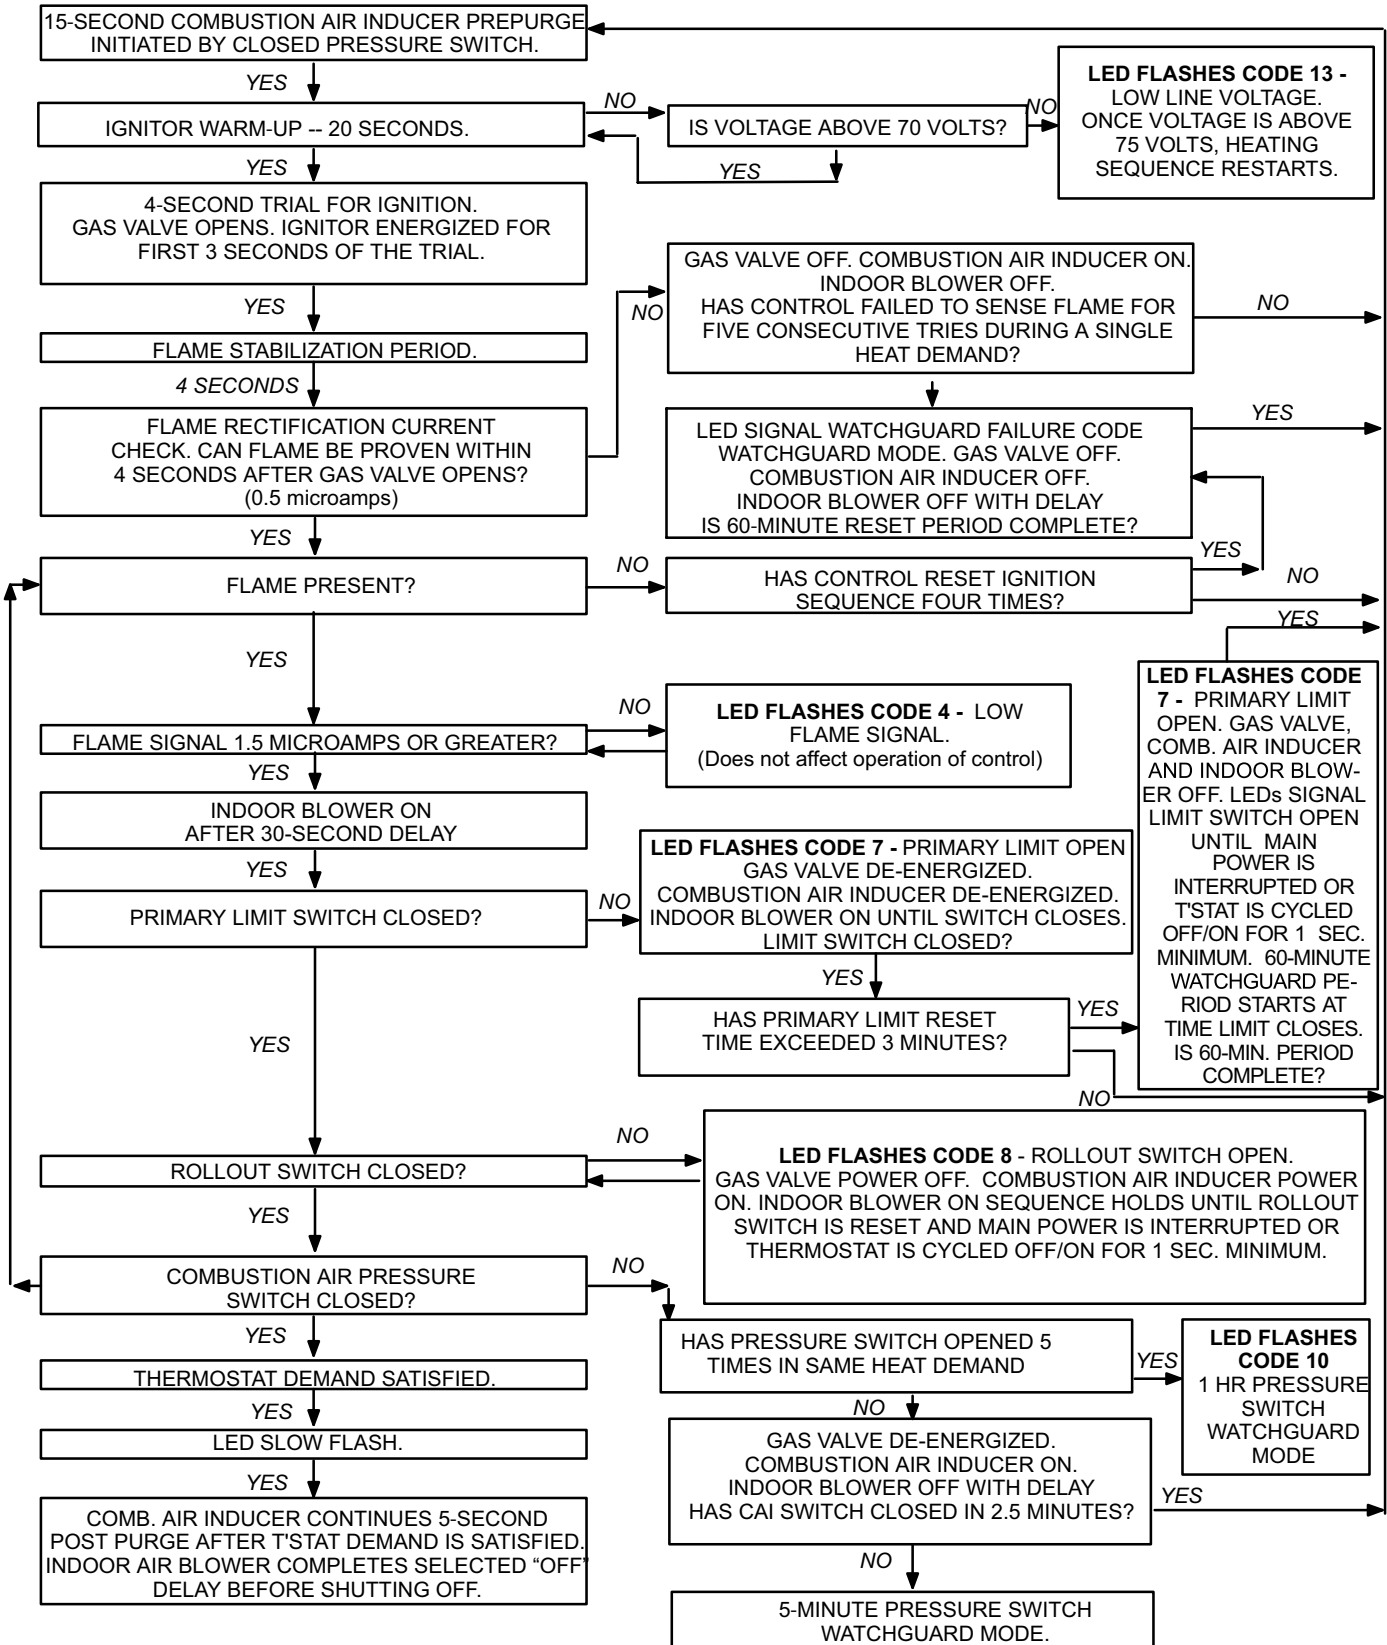 15-SECOND COMBUSTION AIR INDUCER PREPURGE
INITIATED BY CLOSED PRESSURE SWITCH.
YES
IGNITOR WARM-UP -- 20 SECONDS.
NO
IS VOLTAGE ABOVE 70 VOLTS?
NO
YES
LED FLASHES CODE 13 -
LOW LINE VOLTAGE.
ONCE VOLTAGE IS ABOVE
75 VOLTS, HEATING
SEQUENCE RESTARTS.
YES
4-SECOND TRIAL FOR IGNITION.
GAS VALVE OPENS. IGNITOR ENERGIZED FOR
FIRST 3 SECONDS OF THE TRIAL.
YES
FLAME STABILIZATION PERIOD.
4 SECONDS
FLAME RECTIFICATION CURRENT
CHECK. CAN FLAME BE PROVEN WITHIN
4 SECONDS AFTER GAS VALVE OPENS?
(0.5 microamps)
NO
GAS VALVE OFF. COMBUSTION AIR INDUCER ON.
INDOOR BLOWER OFF.
HAS CONTROL FAILED TO SENSE FLAME FOR
FIVE CONSECUTIVE TRIES DURING A SINGLE
HEAT DEMAND?
NO
LED SIGNAL WATCHGUARD FAILURE CODE
WATCHGUARD MODE. GAS VALVE OFF.
COMBUSTION AIR INDUCER OFF.
INDOOR BLOWER OFF WITH DELAY
IS 60-MINUTE RESET PERIOD COMPLETE?
YES
YES
FLAME PRESENT?
NO
HAS CONTROL RESET IGNITION
SEQUENCE FOUR TIMES?
YES
NO
YES
FLAME SIGNAL 1.5 MICROAMPS OR GREATER?
NO
LED FLASHES CODE 4 - LOW
FLAME SIGNAL.
(Does not affect operation of control)
YES
INDOOR BLOWER ON
AFTER 30-SECOND DELAY
YES
PRIMARY LIMIT SWITCH CLOSED?
NO
LED FLASHES CODE 7 - PRIMARY LIMIT OPEN
GAS VALVE DE-ENERGIZED.
COMBUSTION AIR INDUCER DE-ENERGIZED.
INDOOR BLOWER ON UNTIL SWITCH CLOSES.
LIMIT SWITCH CLOSED?
YES
HAS PRIMARY LIMIT RESET
TIME EXCEEDED 3 MINUTES?
YES
NO
YES
LED FLASHES CODE
7 - PRIMARY LIMIT
OPEN. GAS VALVE,
COMB. AIR INDUCER
AND INDOOR BLOW-
ER OFF. LEDs SIGNAL
LIMIT SWITCH OPEN
UNTIL MAIN
POWER IS
INTERRUPTED OR
T'STAT IS CYCLED
OFF/ON FOR 1 SEC.
MINIMUM. 60-MINUTE
WATCHGUARD PE-
RIOD STARTS AT
TIME LIMIT CLOSES.
IS 60-MIN. PERIOD
COMPLETE?
YES
ROLLOUT SWITCH CLOSED?
NO
LED FLASHES CODE 8 - ROLLOUT SWITCH OPEN.
GAS VALVE POWER OFF. COMBUSTION AIR INDUCER POWER
ON. INDOOR BLOWER ON SEQUENCE HOLDS UNTIL ROLLOUT
SWITCH IS RESET AND MAIN POWER IS INTERRUPTED OR
THERMOSTAT IS CYCLED OFF/ON FOR 1 SEC. MINIMUM.
YES
COMBUSTION AIR PRESSURE
SWITCH CLOSED?
NO
HAS PRESSURE SWITCH OPENED 5
TIMES IN SAME HEAT DEMAND
YES
LED FLASHES
CODE 10
1 HR PRESSURE
SWITCH
WATCHGUARD
MODE
NO
GAS VALVE DE-ENERGIZED.
COMBUSTION AIR INDUCER ON.
INDOOR BLOWER OFF WITH DELAY
HAS CAI SWITCH CLOSED IN 2.5 MINUTES?
YES
NO
5-MINUTE PRESSURE SWITCH
WATCHGUARD MODE.
YES
THERMOSTAT DEMAND SATISFIED.
YES
LED SLOW FLASH.
YES
COMB. AIR INDUCER CONTINUES 5-SECOND
POST PURGE AFTER T'STAT DEMAND IS SATISFIED.
INDOOR AIR BLOWER COMPLETES SELECTED “OFF”
DELAY BEFORE SHUTTING OFF.